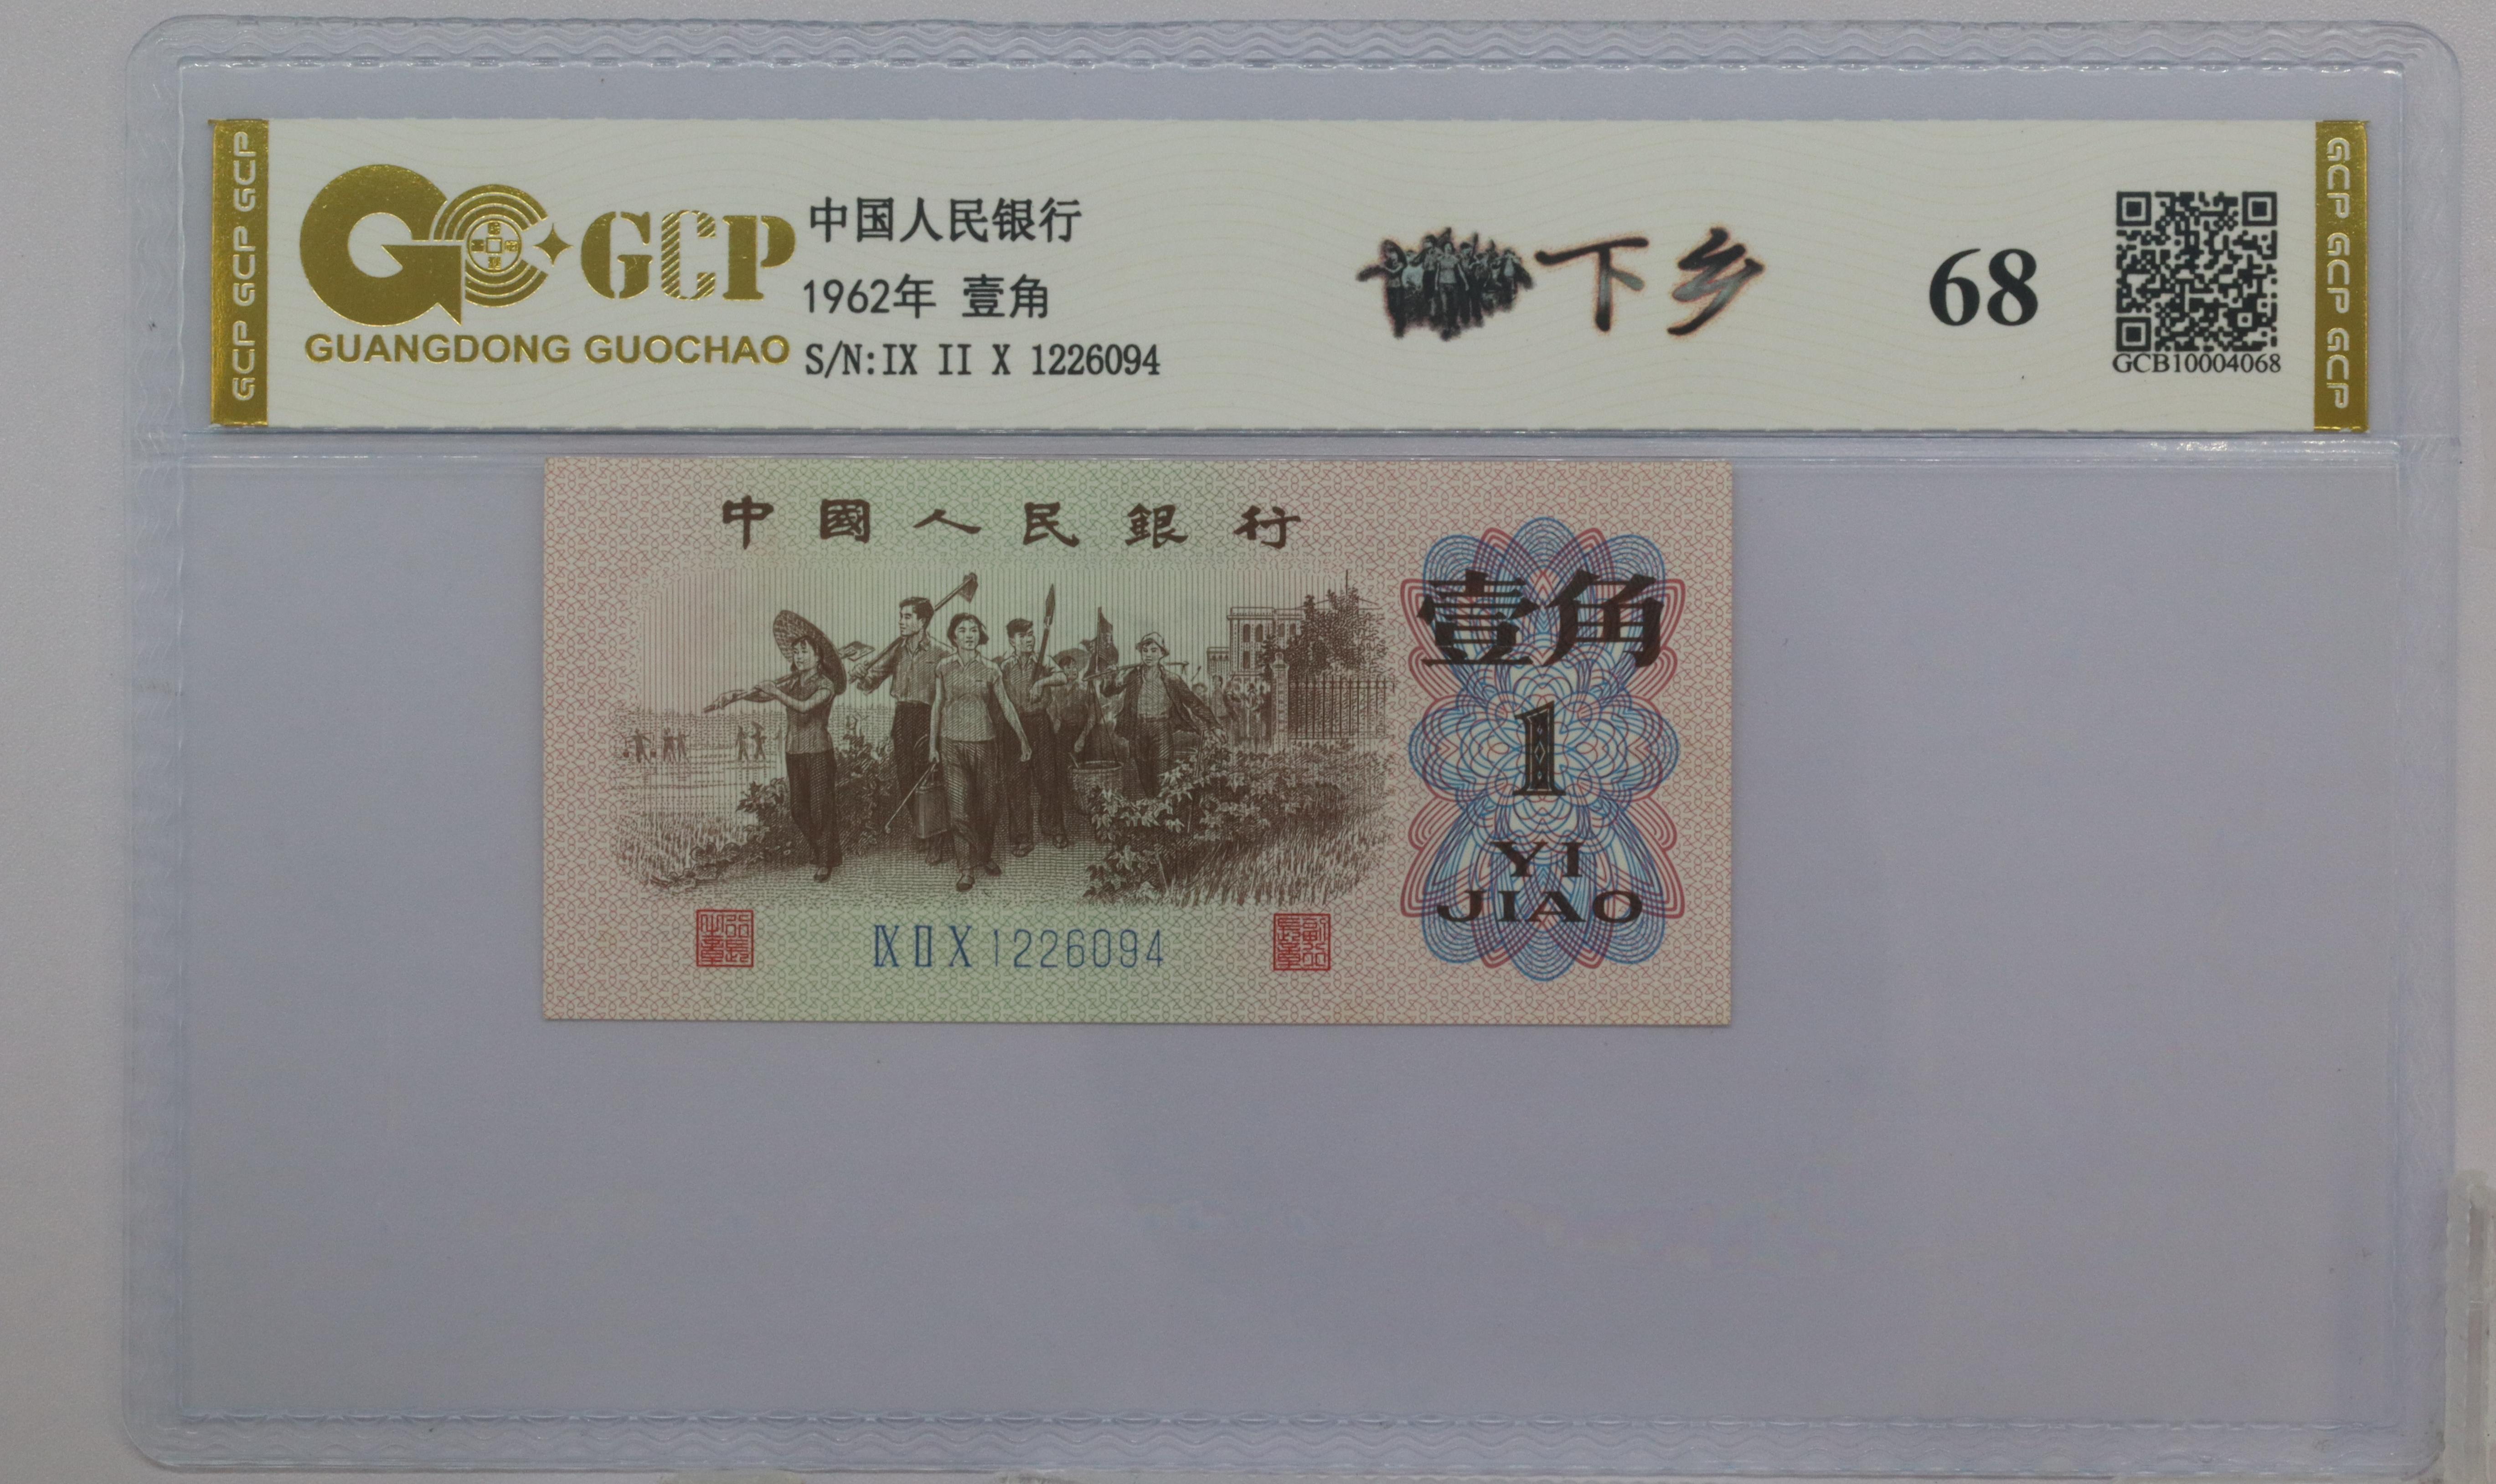 GCP GCP GCP
GCP
GUANGDONG GUOCHAO
中国人民银行
1962年 壹角
S/N:IX II X 1226094
下乡
68
GCB10004068
GCP GCP GCP
中國人民銀行
壹角
1
YI
JIAO
IX II X 1226094